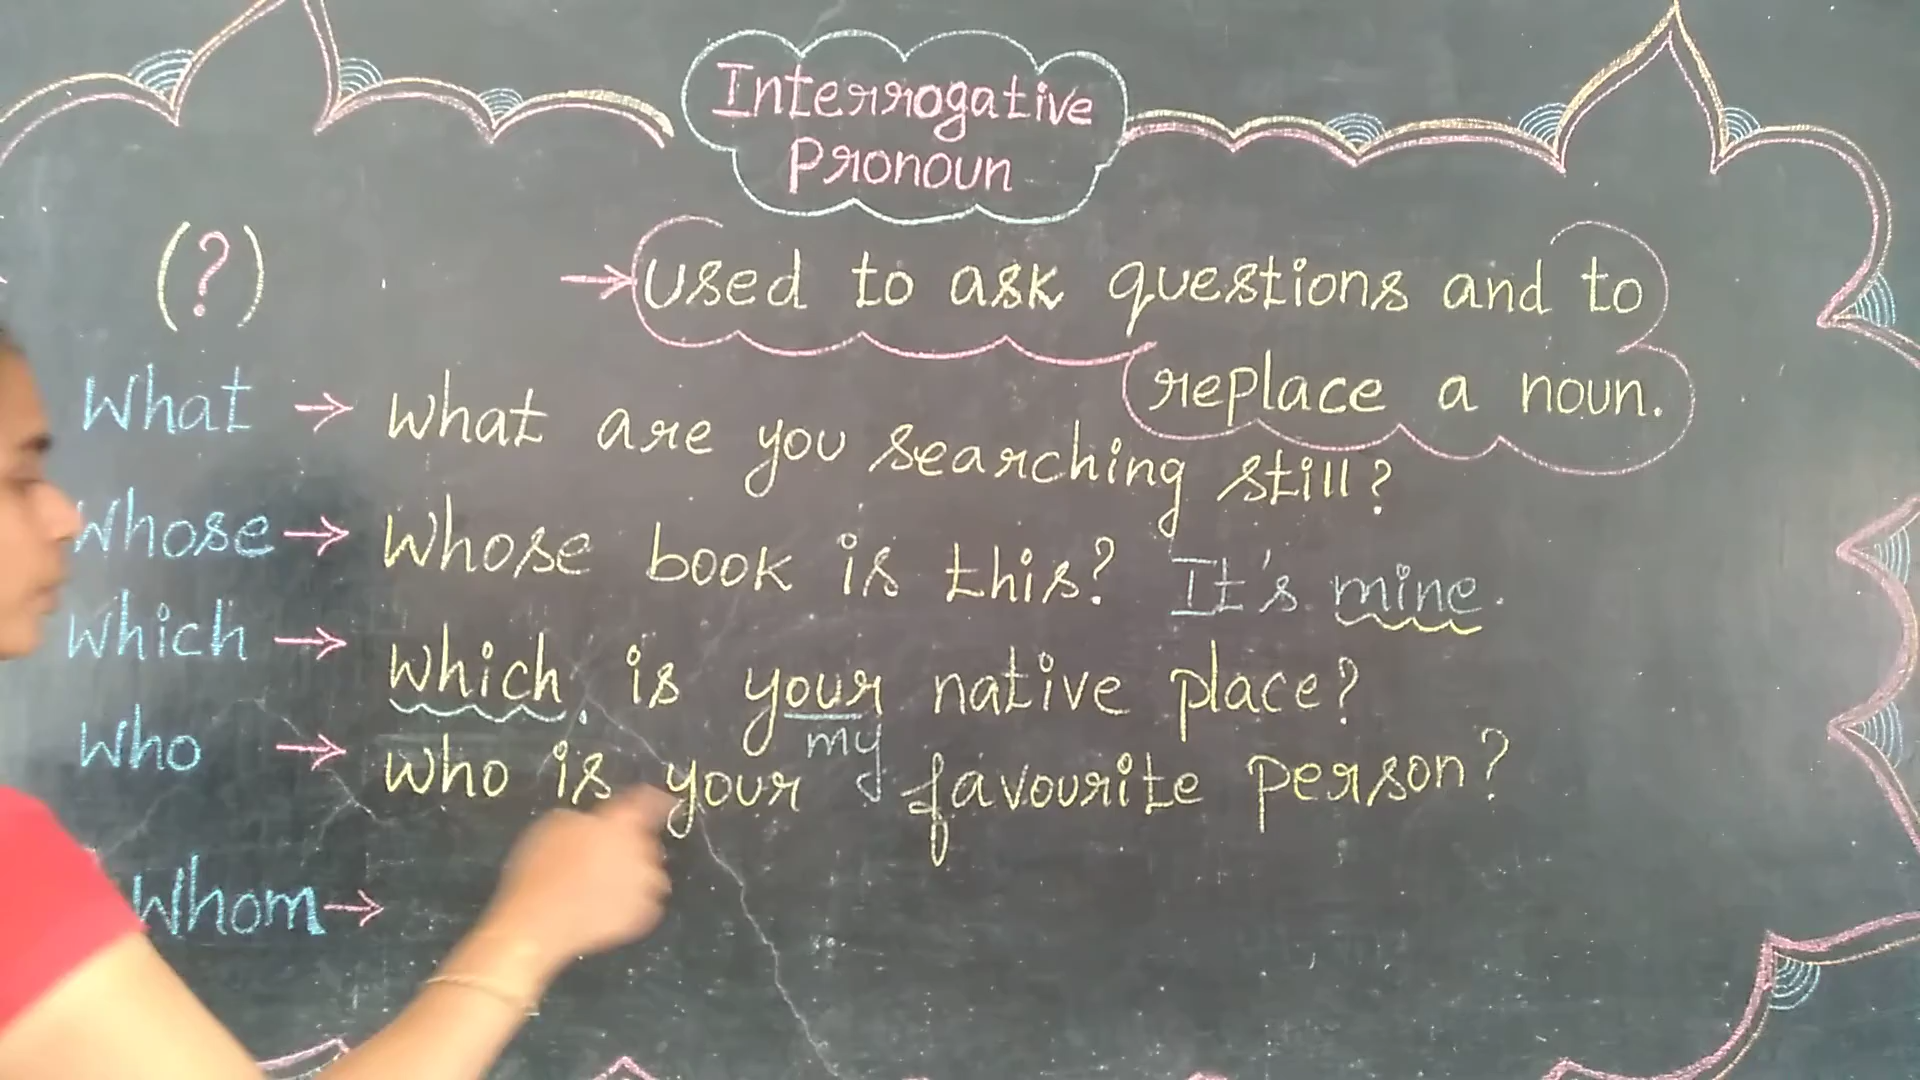 Interrogative
Pronoun
(?)
→ used to ask questions and to
replace a noun.
What → What are you searching still?
Whose → Whose book is this? It's mine.
Which → Which is your native place?
my
Who → Who is your favourite person?
Whom →